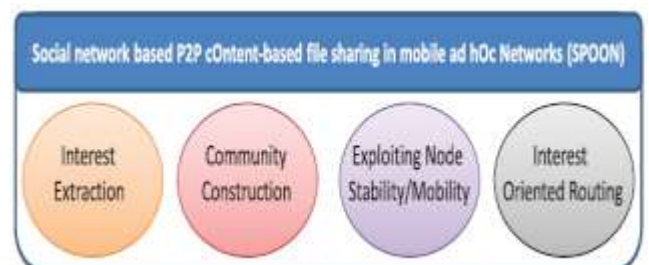 Social network based P2P cOntent-based file sharing in mobile ad hOc Networks (SPOON)
Interest
Extraction
Community
Construction
Exploiting Node
Stability/Mobility
Interest
Oriented Routing